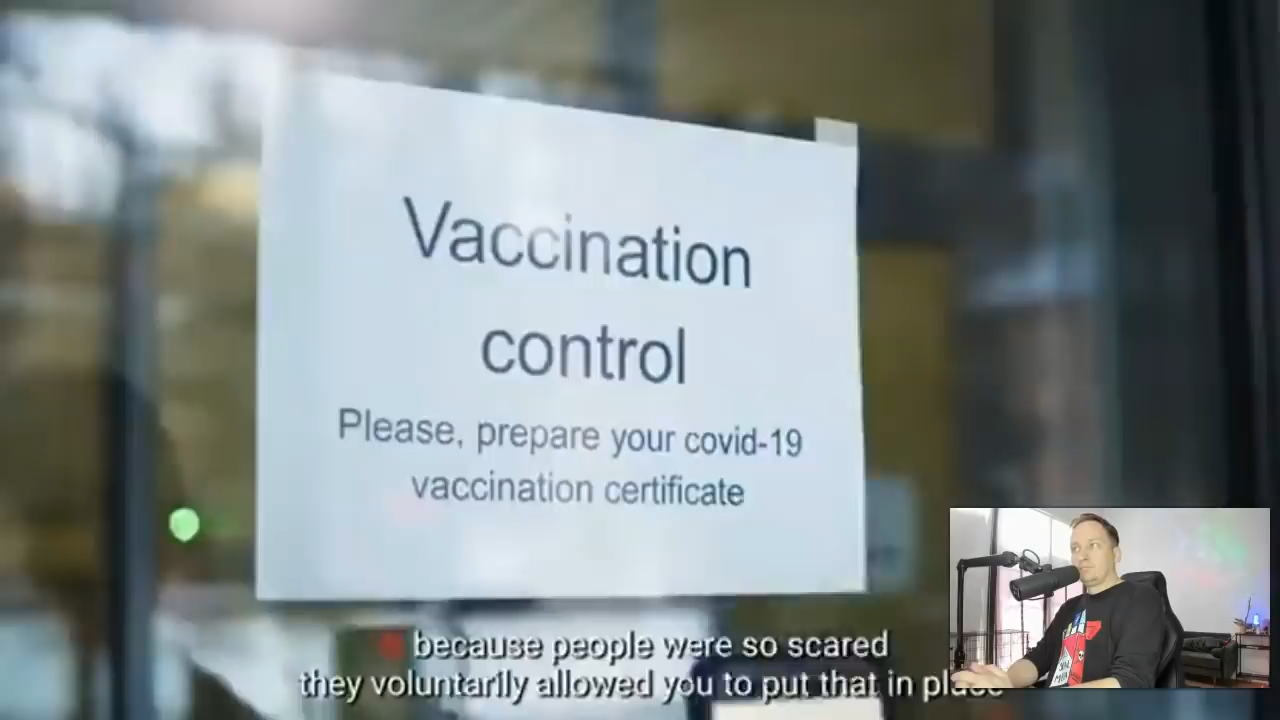 Vaccination
control
Please, prepare your covid-19
vaccination certificate
because people were so scared
they voluntarily allowed you to put that in place